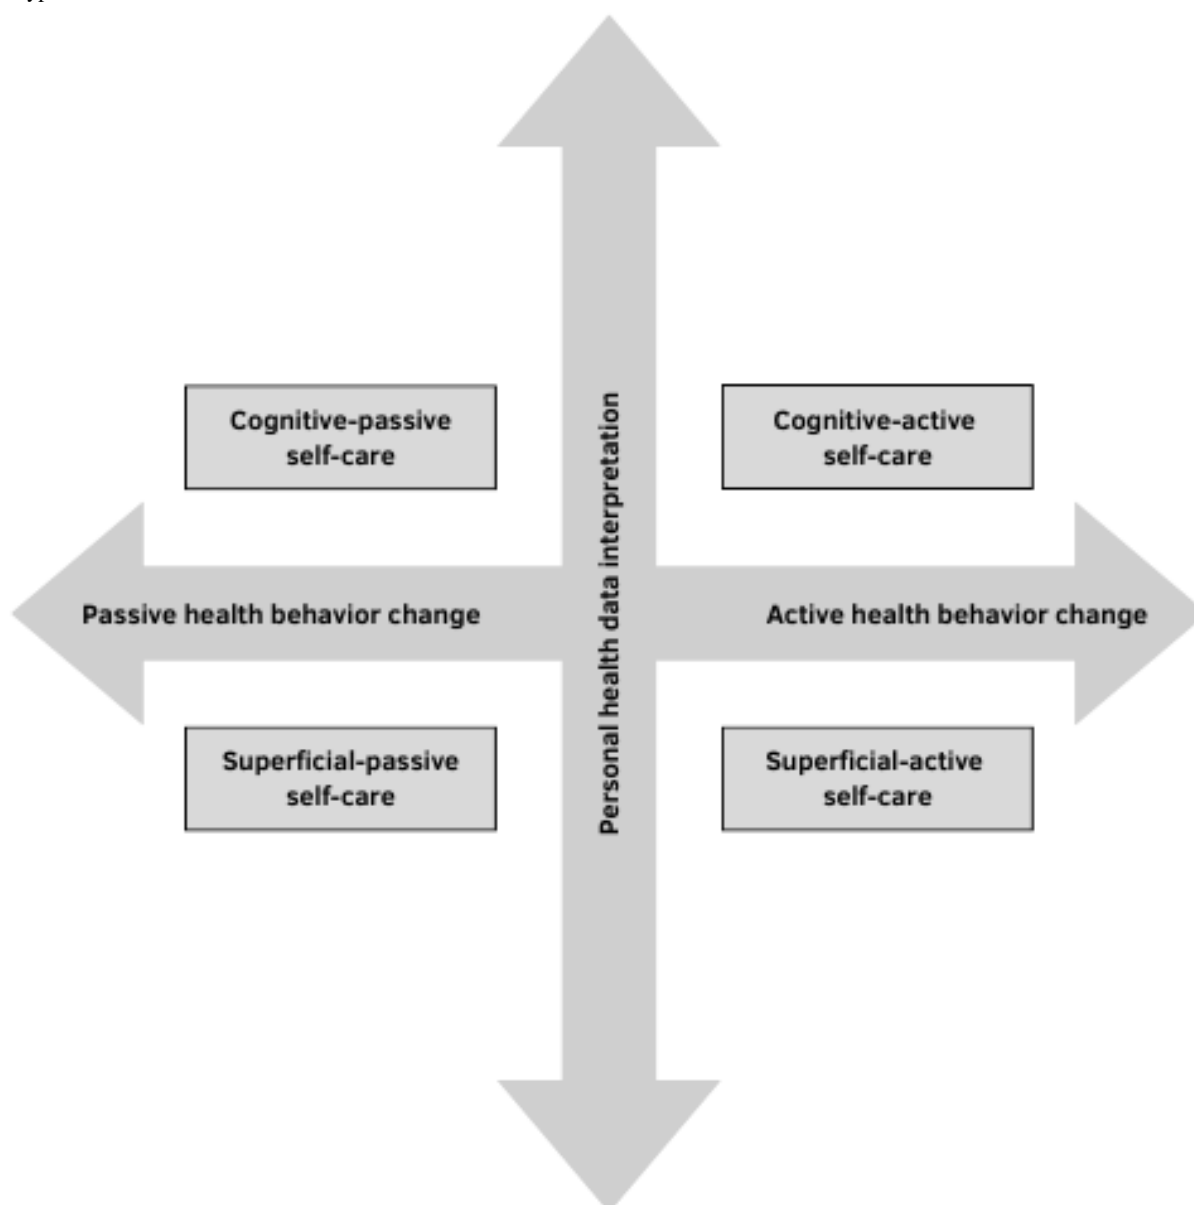 Cognitive-passive
self-care
Cognitive-active
self-care
Personal health data interpretation
Passive health behavior change
Active health behavior change
Superficial-passive
self-care
Superficial-active
self-care